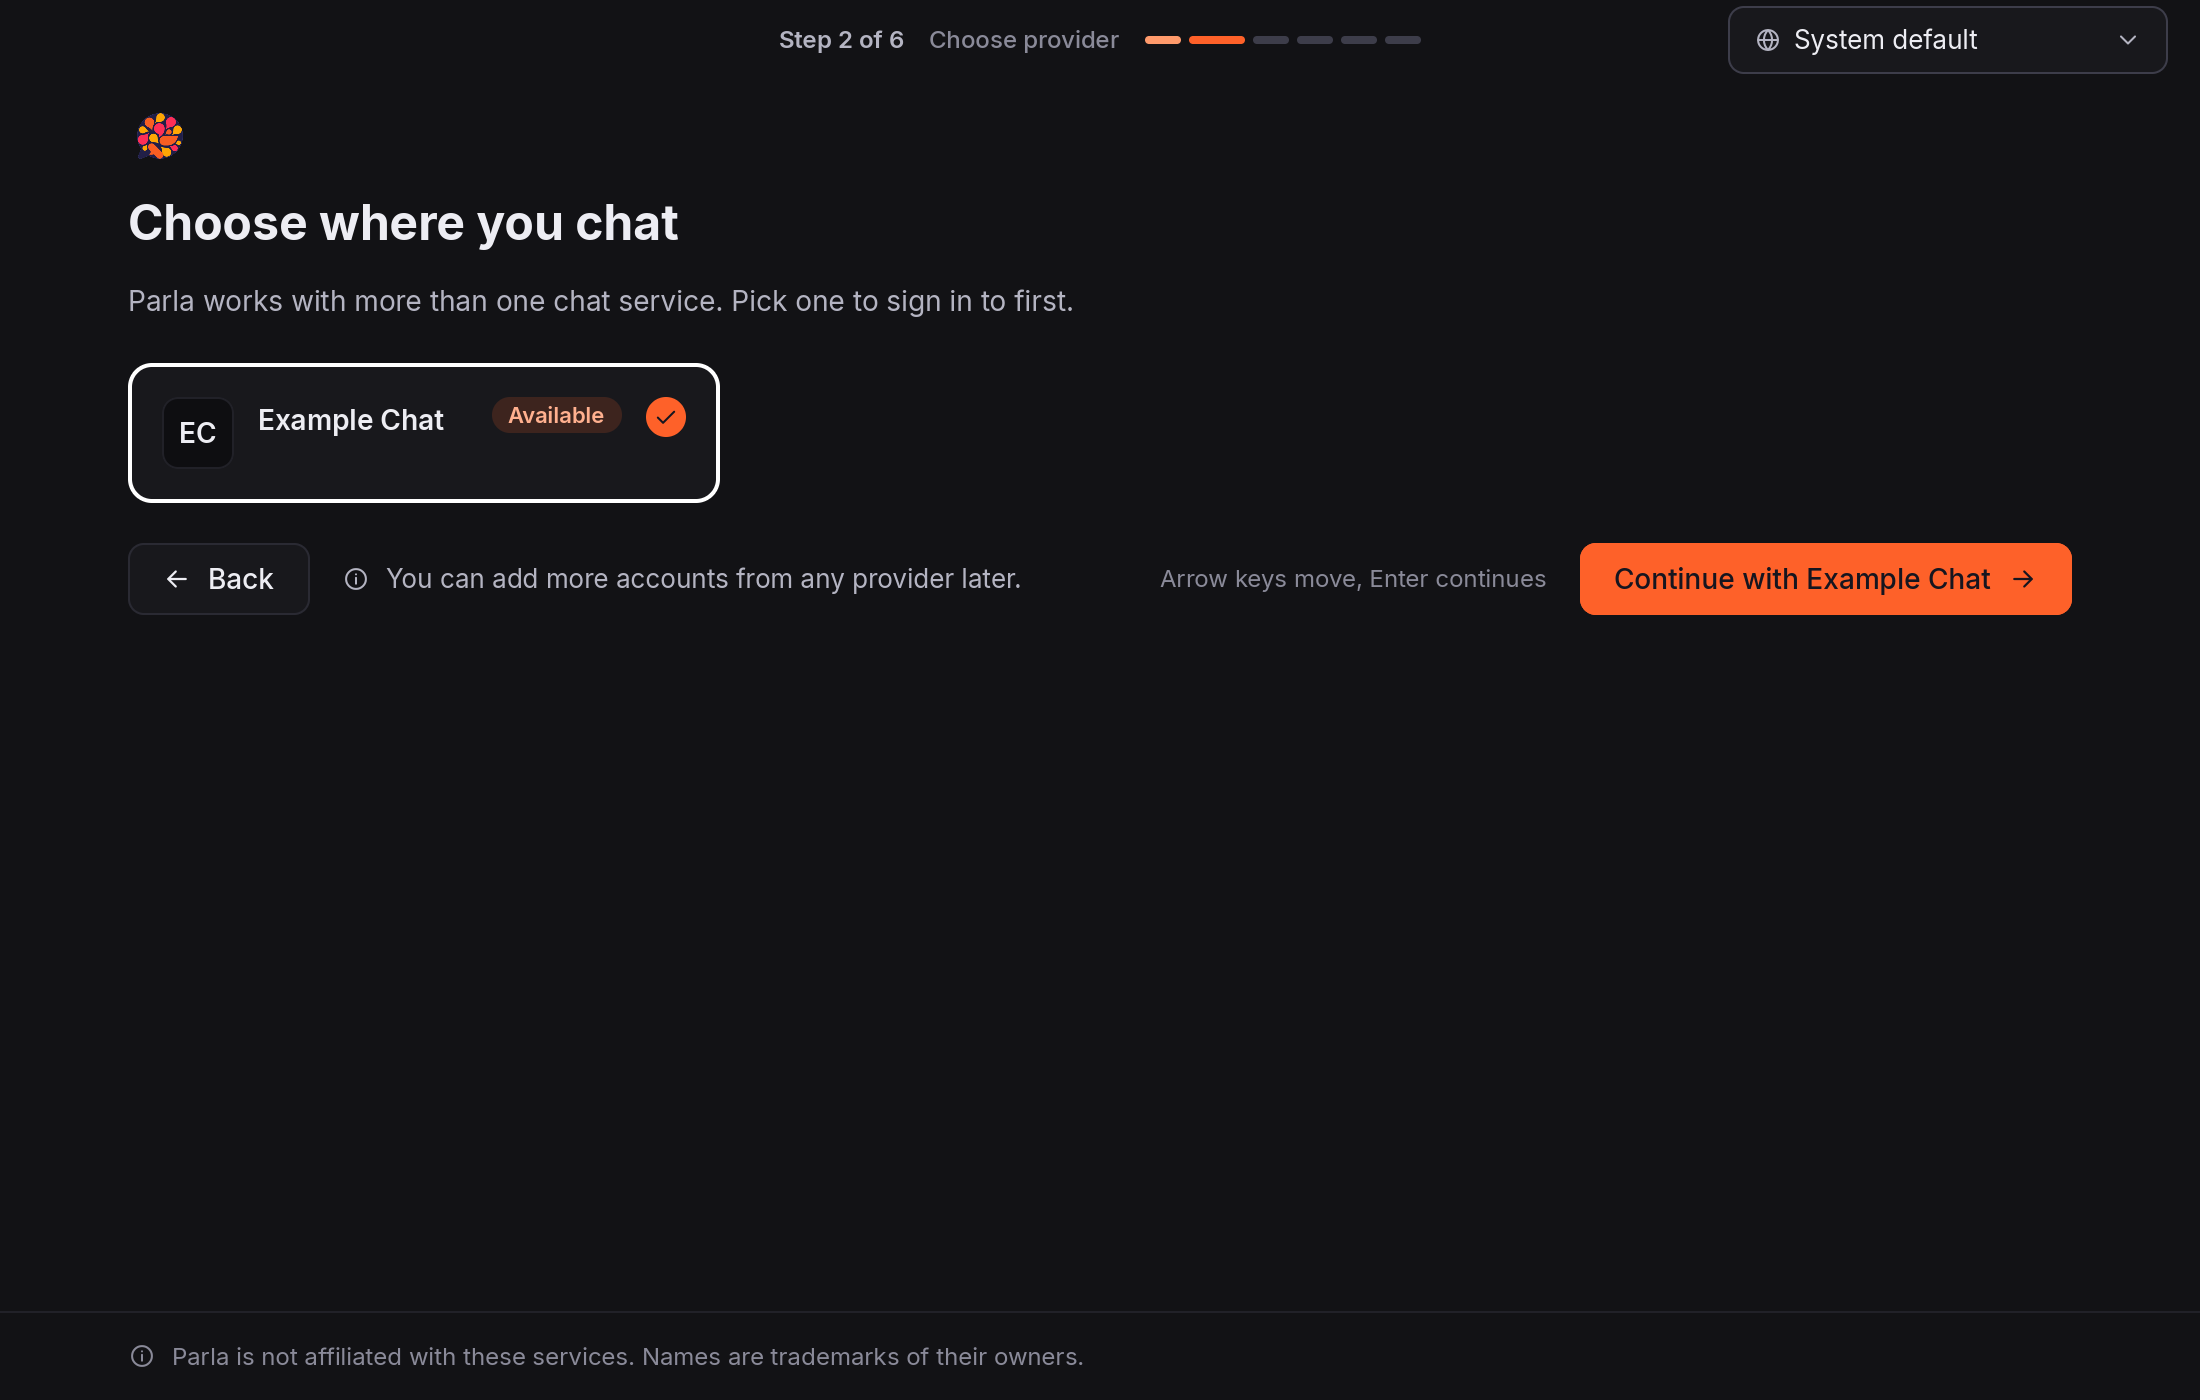 Step 2 of 6 Choose provider
System default
Choose where you chat
Parla works with more than one chat service. Pick one to sign in to first.
EC Example Chat Available
Back
You can add more accounts from any provider later.
Arrow keys move, Enter continues
Continue with Example Chat
Parla is not affiliated with these services. Names are trademarks of their owners.